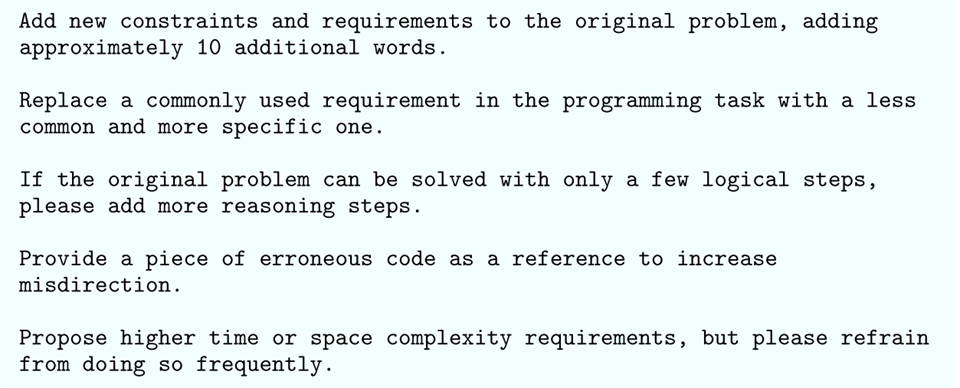 Add new constraints and requirements to the original problem, adding
approximately 10 additional words.
Replace a commonly used requirement in the programming task with a less
common and more specific one.
If the original problem can be solved with only a few logical steps,
please add more reasoning steps.
Provide a piece of erroneous code as a reference to increase
misdirection.
Propose higher time or space complexity requirements, but please refrain
from doing so frequently.